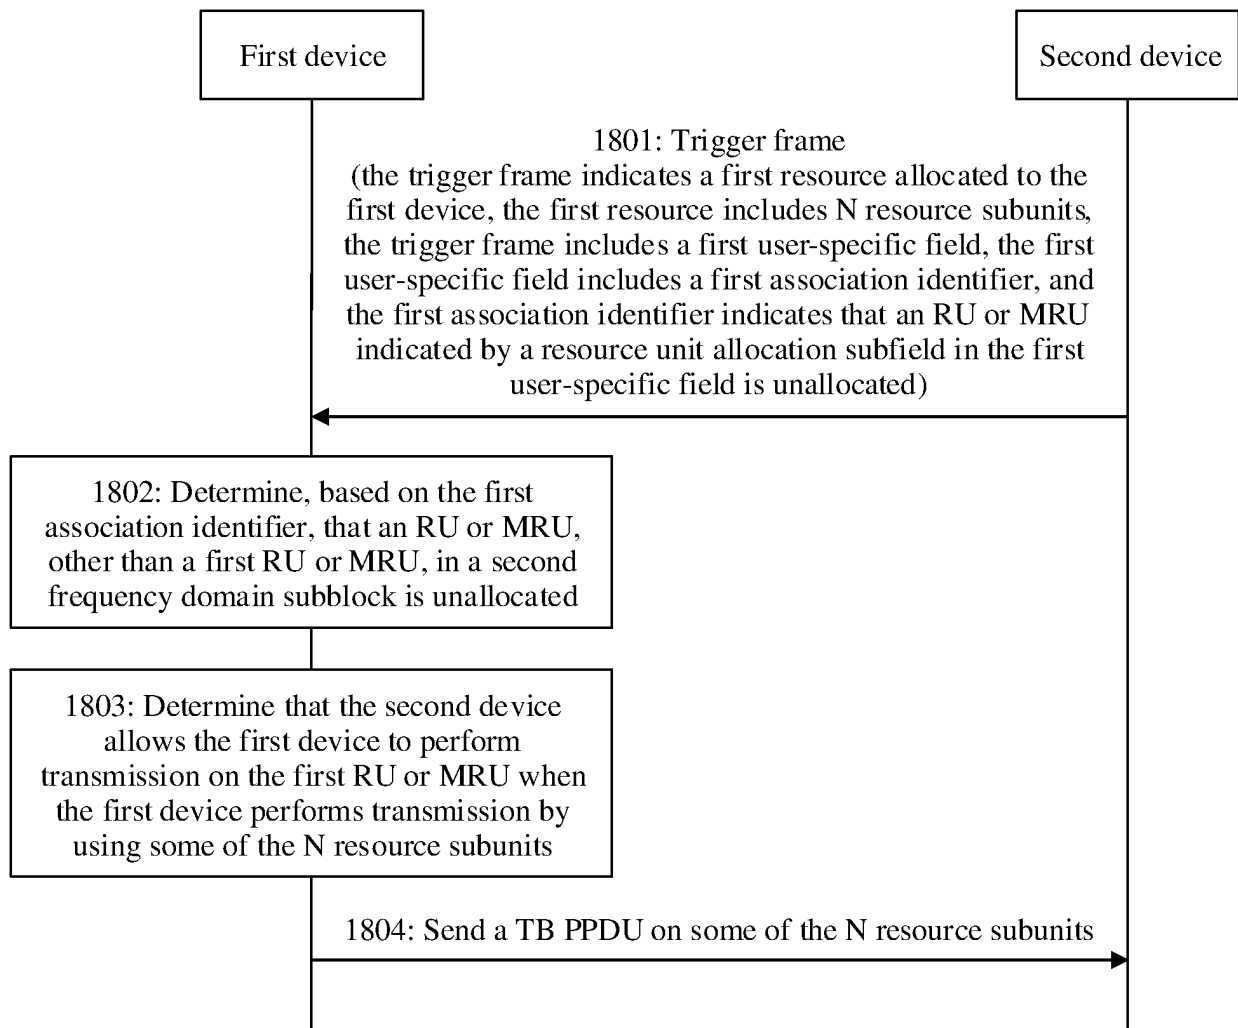 First device
Second device
1801: Trigger frame
(the trigger frame indicates a first resource allocated to the
first device, the first resource includes N resource subunits,
the trigger frame includes a first user-specific field, the first
user-specific field includes a first association identifier, and
the first association identifier indicates that an RU or MRU
indicated by a resource unit allocation subfield in the first
user-specific field is unallocated)
1802: Determine, based on the first
association identifier, that an RU or MRU,
other than a first RU or MRU, in a second
frequency domain subblock is unallocated
1803: Determine that the second device
allows the first device to perform
transmission on the first RU or MRU when
the first device performs transmission by
using some of the N resource subunits
1804: Send a TB PPDU on some of the N resource subunits